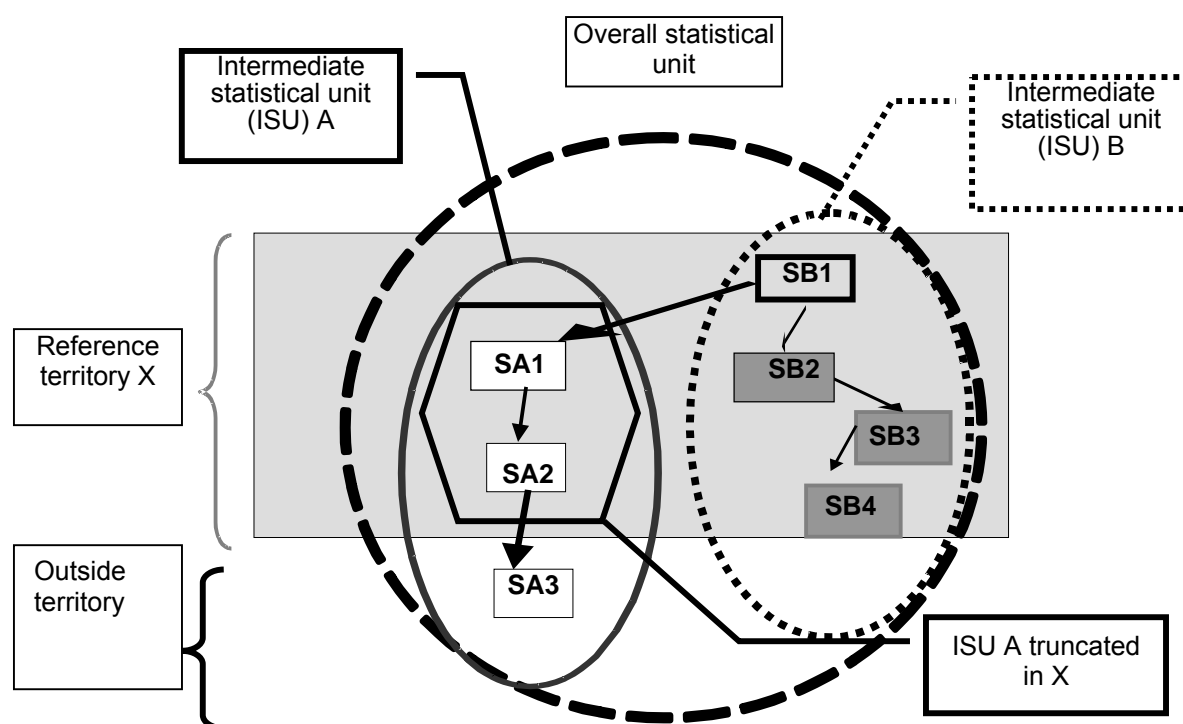 Overall statistical
unit
Intermediate
statistical unit
(ISU) A
Intermediate
statistical unit
(ISU) B
Reference
territory X
SB1
SA1
SB2
SB3
SA2
SB4
Outside
territory
SA3
ISU A truncated
in X